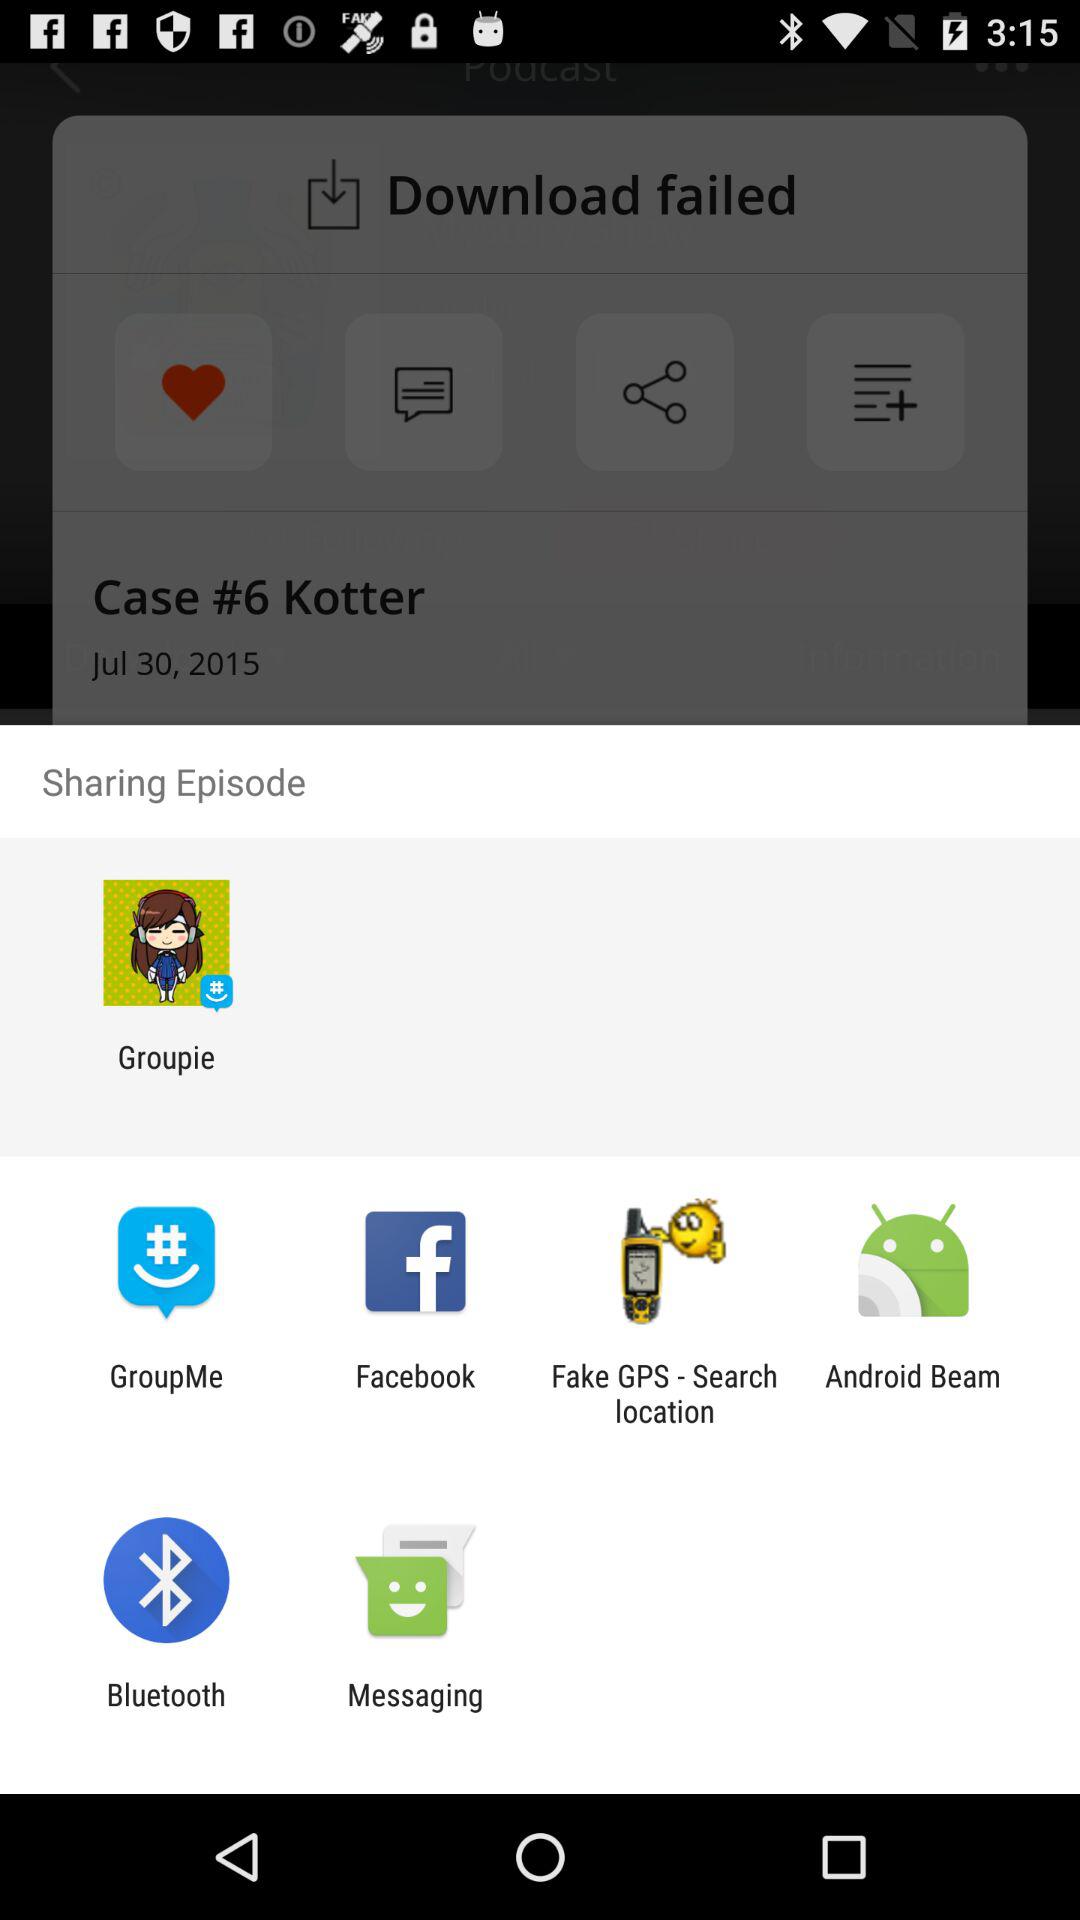 FAKE
3:15
Podcast
Download failed
Case #6 Kotter
Jul 30, 2015
Information
Sharing Episode
Groupie
GroupMe
Facebook
Fake GPS - Search
location
Android Beam
Bluetooth
Messaging